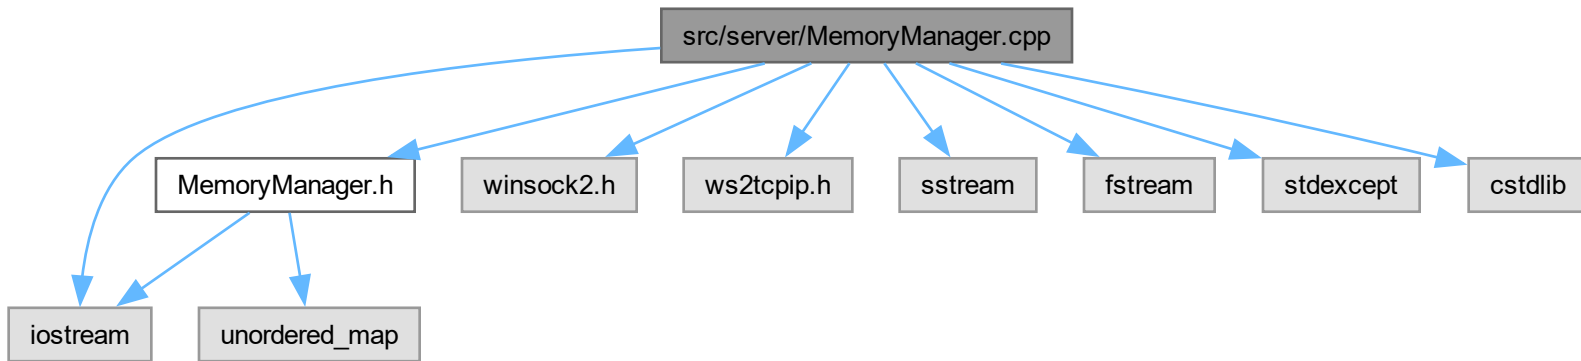 src/server/MemoryManager.cpp
MemoryManager.h
winsock2.h
ws2tcpip.h
sstream
fstream
stdexcept
cstdlib
iostream
unordered_map